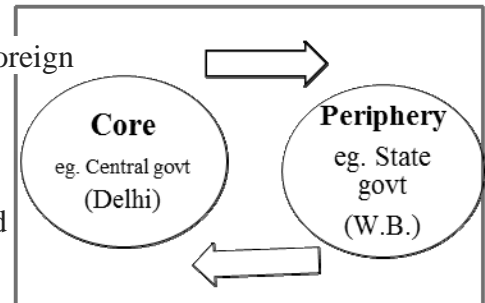 oreign
Core
eg. Central govt
(Delhi)
Periphery
eg. State
govt
(W.B.)
d